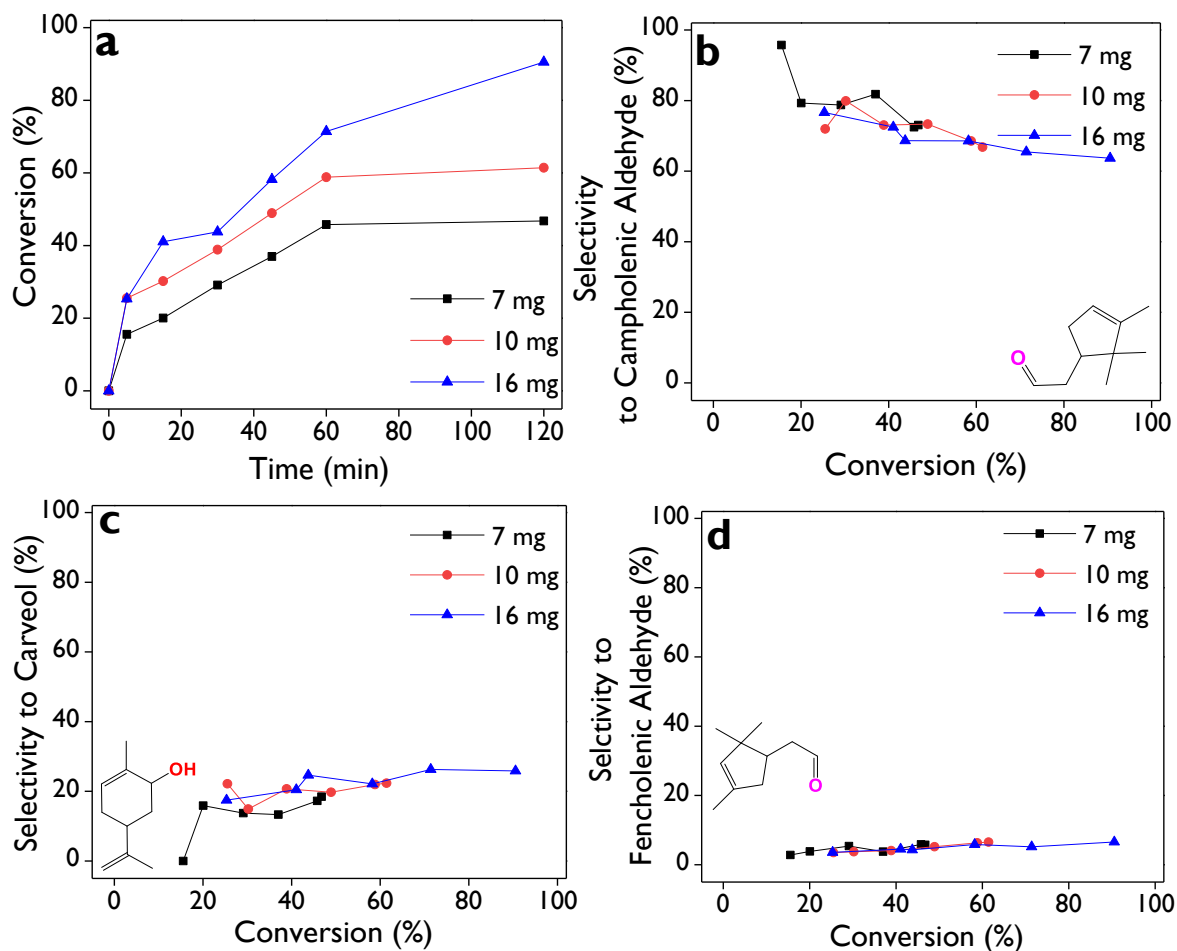 a
Conversion (%)
100
80
60
40
20
0
7 mg
10 mg
16 mg
0 20 40 60 80 100 120
Time (min)
b
Selectivity
to Campholenic Aldehyde (%)
100
80
60
40
20
0
7 mg
10 mg
16 mg
O
0 20 40 60 80 100
Conversion (%)
c
Selectivity to Carveol (%)
100
80
60
40
20
0
7 mg
10 mg
16 mg
OH
0 20 40 60 80 100
Conversion (%)
d
Selctivity to
Fencholenic Aldehyde (%)
100
80
60
40
20
0
7 mg
10 mg
16 mg
O
0 20 40 60 80 100
Conversion (%)